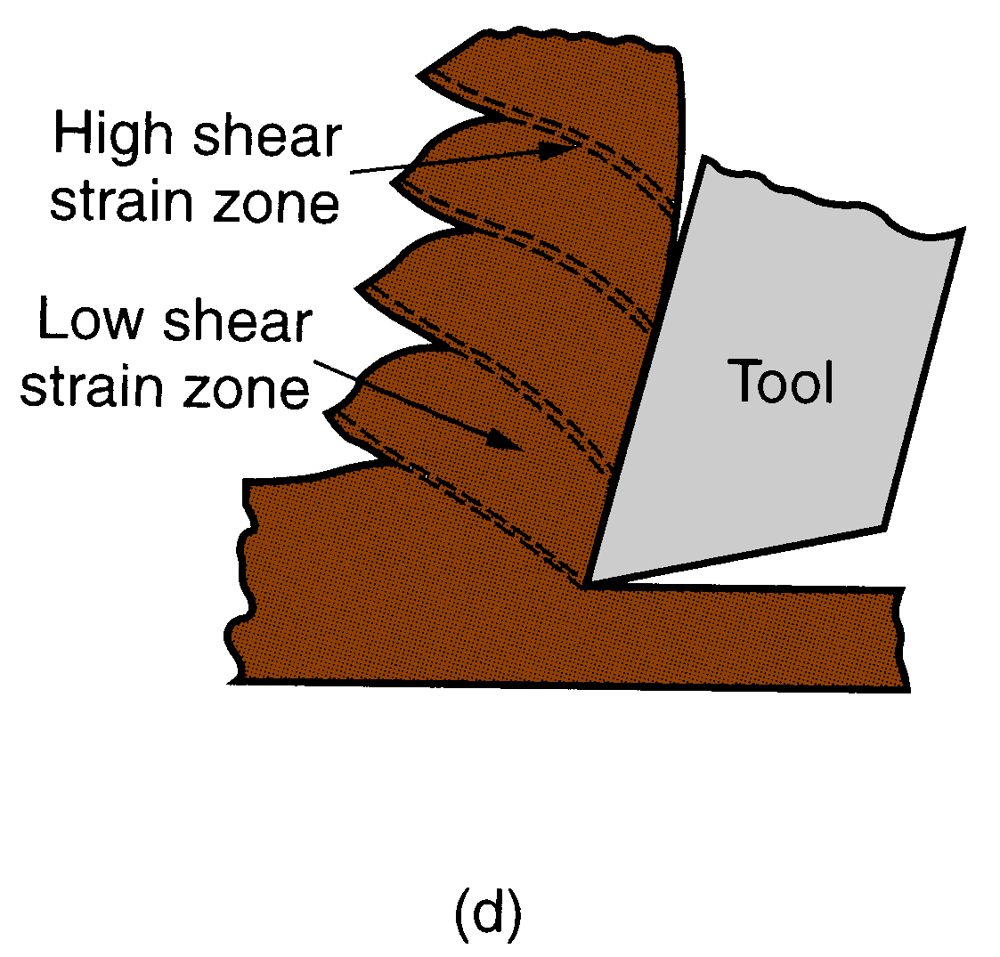 High shear
strain zone
Low shear
strain zone
Tool
(d)